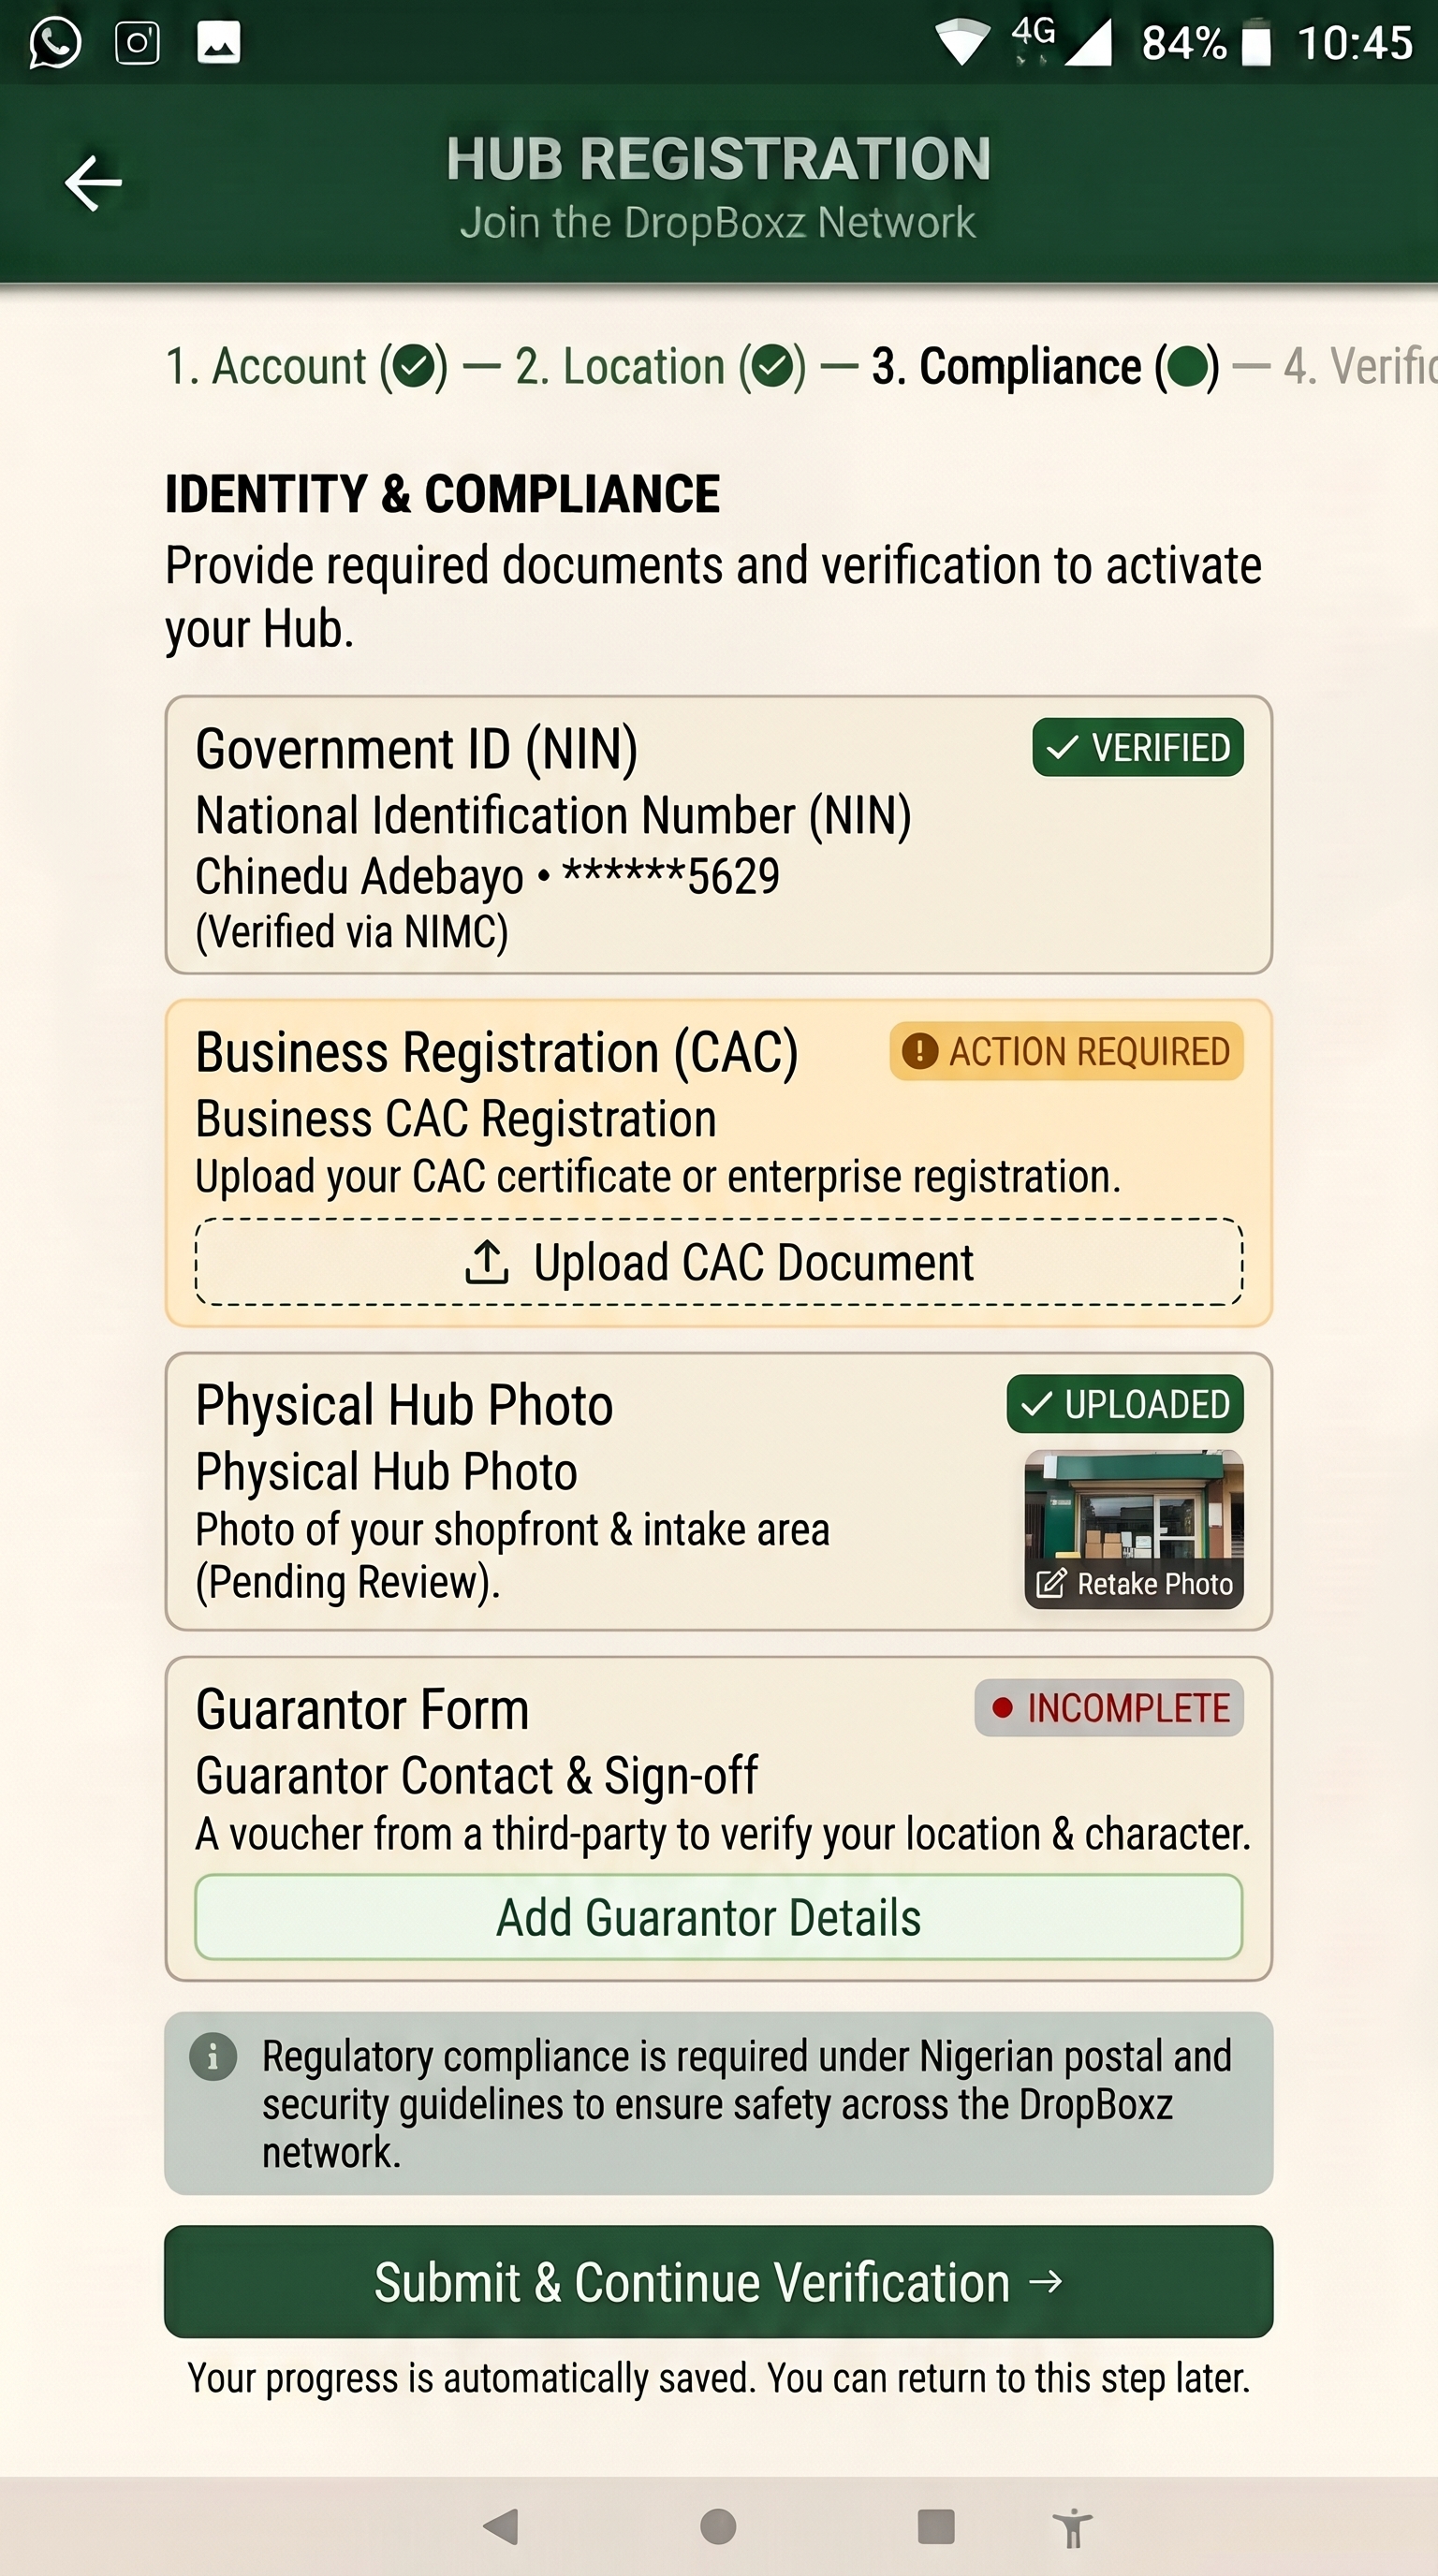 4G 84% 10:45
HUB REGISTRATION
Join the DropBoxz Network
1. Account (✓) — 2. Location (✓) — 3. Compliance (●) — 4. Verific
IDENTITY & COMPLIANCE
Provide required documents and verification to activate
your Hub.
Government ID (NIN)
✓ VERIFIED
National Identification Number (NIN)
Chinedu Adebayo • ******5629
(Verified via NIMC)
Business Registration (CAC)
ACTION REQUIRED
Business CAC Registration
Upload your CAC certificate or enterprise registration.
Upload CAC Document
Physical Hub Photo
✓ UPLOADED
Physical Hub Photo
Photo of your shopfront & intake area
(Pending Review).
Retake Photo
Guarantor Form
● INCOMPLETE
Guarantor Contact & Sign-off
A voucher from a third-party to verify your location & character.
Add Guarantor Details
Regulatory compliance is required under Nigerian postal and
security guidelines to ensure safety across the DropBoxz
network.
Submit & Continue Verification →
Your progress is automatically saved. You can return to this step later.